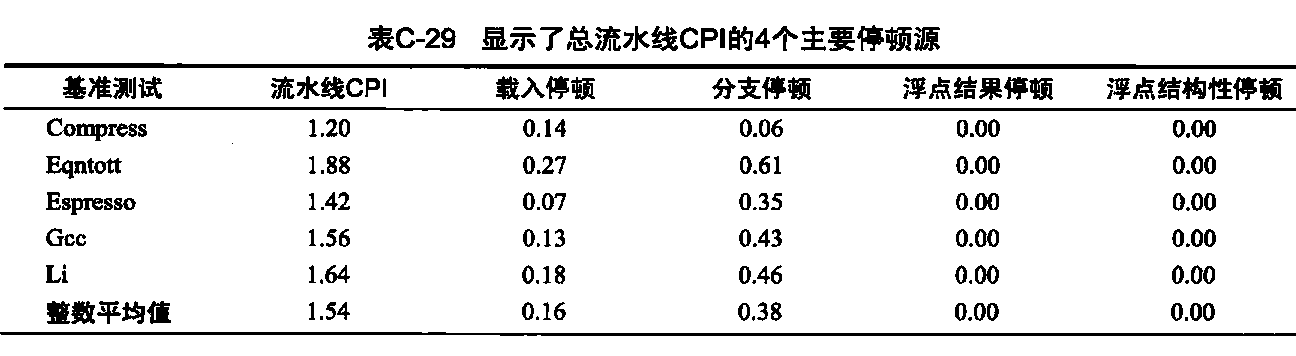 表C-29 显示了总流水线CPI的4个主要停顿源
基准测试 流水线CPI 载入停顿 分支停顿 浮点结果停顿 浮点结构性停顿
Compress 1.20 0.14 0.06 0.00 0.00
Eqntott 1.88 0.27 0.61 0.00 0.00
Espresso 1.42 0.07 0.35 0.00 0.00
Gcc 1.56 0.13 0.43 0.00 0.00
Li 1.64 0.18 0.46 0.00 0.00
整数平均值 1.54 0.16 0.38 0.00 0.00